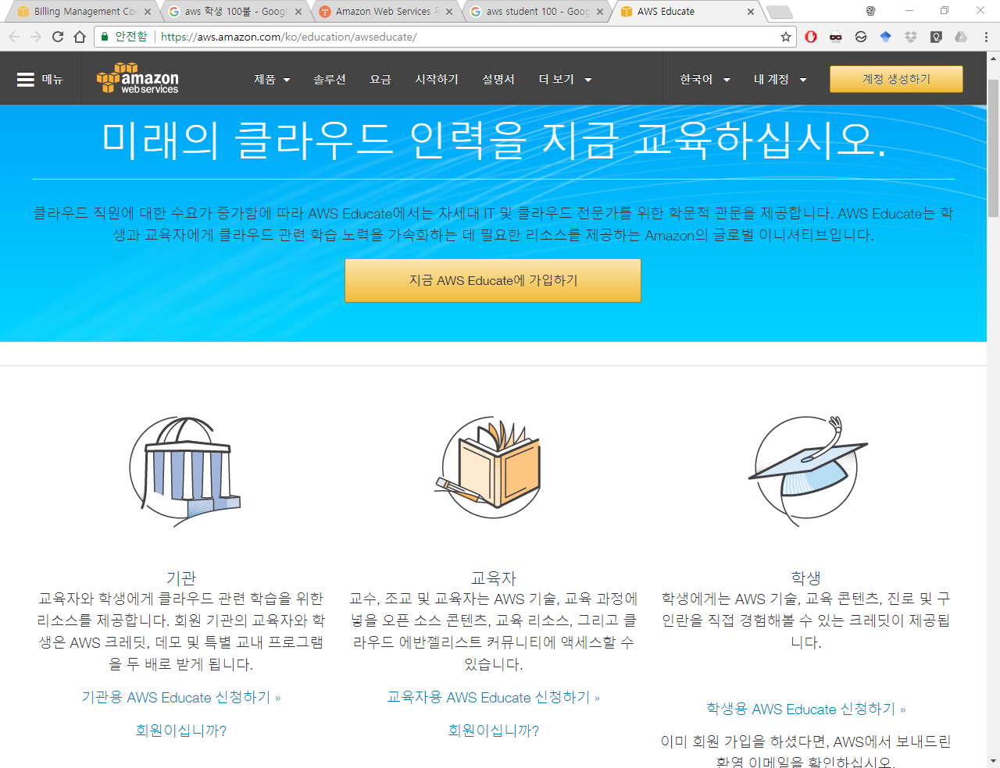 Billing Management Co
aws 학생 100불 - Googl
Amazon Web Services
aws student 100 - Goog
AWS Educate
안전함
https://aws.amazon.com/ko/education/awseducate/
메뉴
amazon
web services
제품
솔루션
요금
시작하기
설명서
더 보기
한국어
내 계정
계정 생성하기
미래의 클라우드 인력을 지금 교육하십시오.
클라우드 직원에 대한 수요가 증가함에 따라 AWS Educate에서는 차세대 IT 및 클라우드 전문가를 위한 학문적 관문을 제공합니다. AWS Educate는 학
생과 교육자에게 클라우드 관련 학습 노력을 가속화하는 데 필요한 리소스를 제공하는 Amazon의 글로벌 이니셔티브입니다.
지금 AWS Educate에 가입하기
기관
교육자와 학생에게 클라우드 관련 학습을 위한
리소스를 제공합니다. 회원 기관의 교육자와 학
생은 AWS 크레딧, 데모 및 특별 교내 프로그램
을 두 배로 받게 됩니다.
기관용 AWS Educate 신청하기 »
회원이십니까?
교육자
교수, 조교 및 교육자는 AWS 기술, 교육 과정에
넣을 오픈 소스 콘텐츠, 교육 리소스, 그리고 클
라우드 에반젤리스트 커뮤니티에 액세스할 수
있습니다.
교육자용 AWS Educate 신청하기 »
회원이십니까?
학생
학생에게는 AWS 기술, 교육 콘텐츠, 진로 및 구
인란을 직접 경험해볼 수 있는 크레딧이 제공됩
니다.
학생용 AWS Educate 신청하기 »
이미 회원 가입을 하셨다면, AWS에서 보내드린
환영 이메일을 확인하십시오.